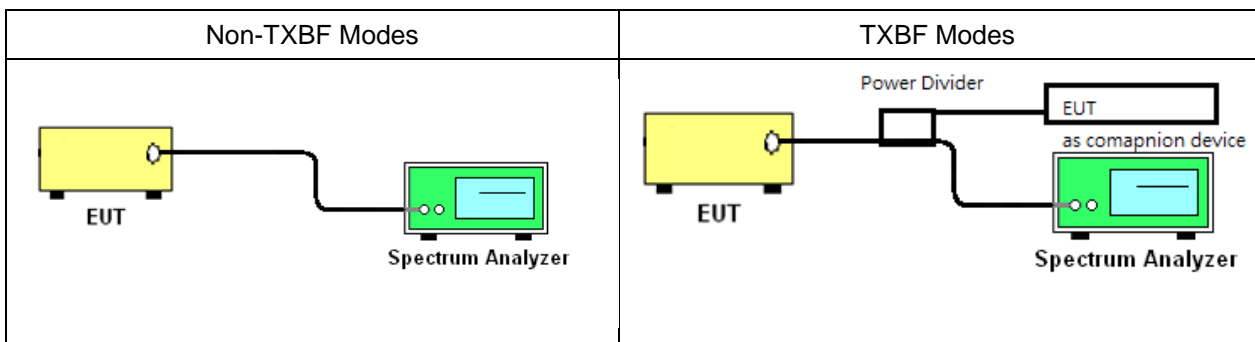 Non-TXBF Modes
TXBF Modes
EUT
Spectrum Analyzer
Power Divider
EUT
as comapnion device
EUT
Spectrum Analyzer